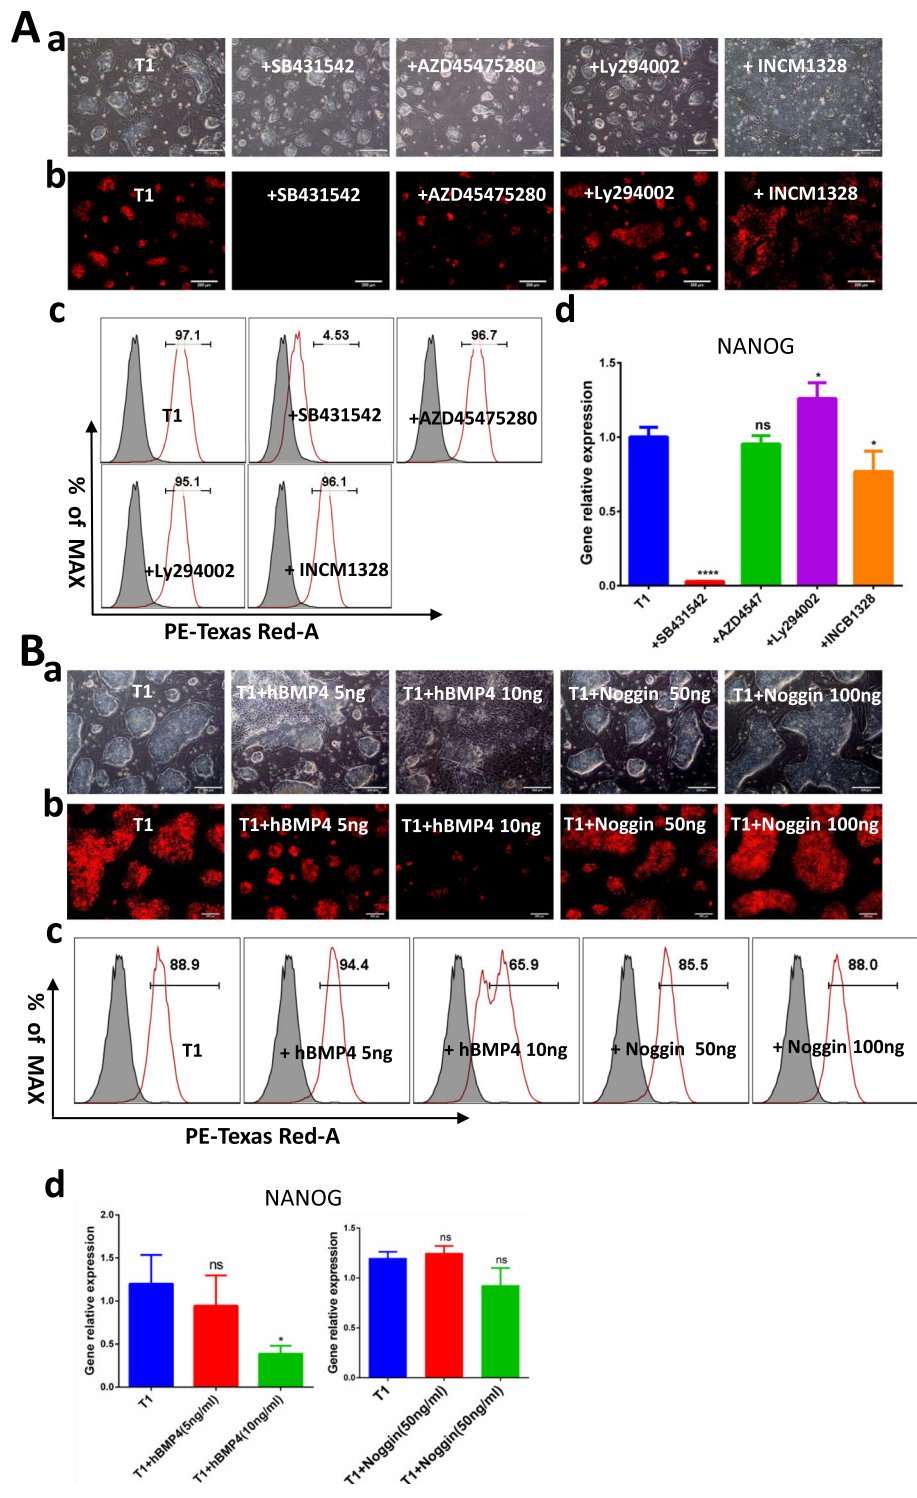 A
a
T1
+SB431542
+AZD45475280
+Ly294002
+ INCM1328
b
T1
+SB431542
+AZD45475280
+Ly294002
+ INCM1328
c
97.1
T1
4.53
+SB431542
96.7
+AZD45475280
95.1
+Ly294002
96.1
+ INCM1328
% of MAX
PE-Texas Red-A
d
NANOG
Gene relative expression
1.5
1.0
0.5
0.0
****
ns
*
*
T1
+SB431542
+AZD4547
+Ly294002
+INCB1328
B
a
T1
T1+hBMP4 5ng
T1+hBMP4 10ng
T1+Noggin 50ng
T1+Noggin 100ng
b
T1
T1+hBMP4 5ng
T1+hBMP4 10ng
T1+Noggin 50ng
T1+Noggin 100ng
c
88.9
T1
94.4
+ hBMP4 5ng
65.9
+ hBMP4 10ng
85.5
+ Noggin 50ng
88.0
+ Noggin 100ng
% of MAX
PE-Texas Red-A
d
NANOG
Gene relative expression
2.0
1.5
1.0
0.5
0.0
ns
*
T1
T1+hBMP4(5ng/ml)
T1+hBMP4(10ng/ml)
Gene relative expression
1.5
1.0
0.5
0.0
ns
ns
T1
T1+Noggin(50ng/ml)
T1+Noggin(50ng/ml)